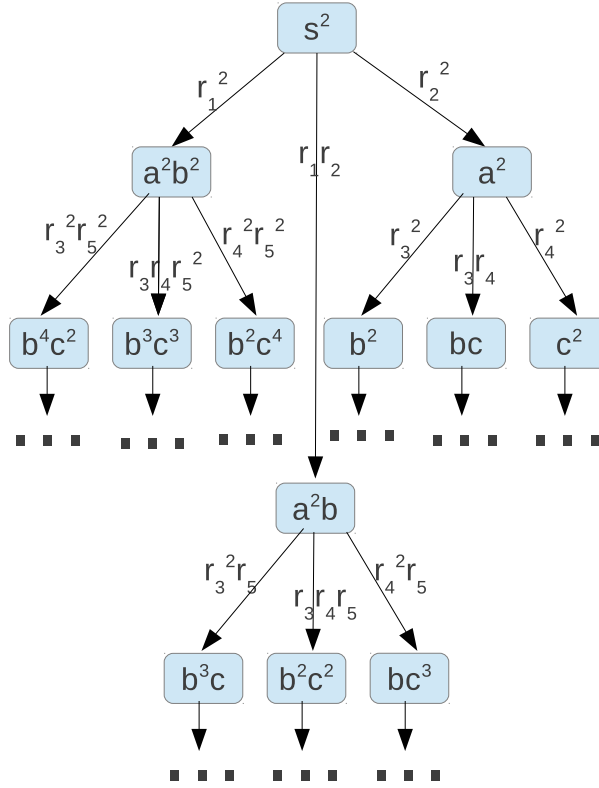 s²
r₁² r₂²
r₁r₂
a²b² a²
r₃²r₅² r₃r₄r₅² r₄²r₅² r₃² r₃r₄ r₄²
b⁴c² b³c³ b²c⁴ b² bc c²
a²b
r₃²r₅ r₃r₄r₅ r₄²r₅
b³c b²c² bc³